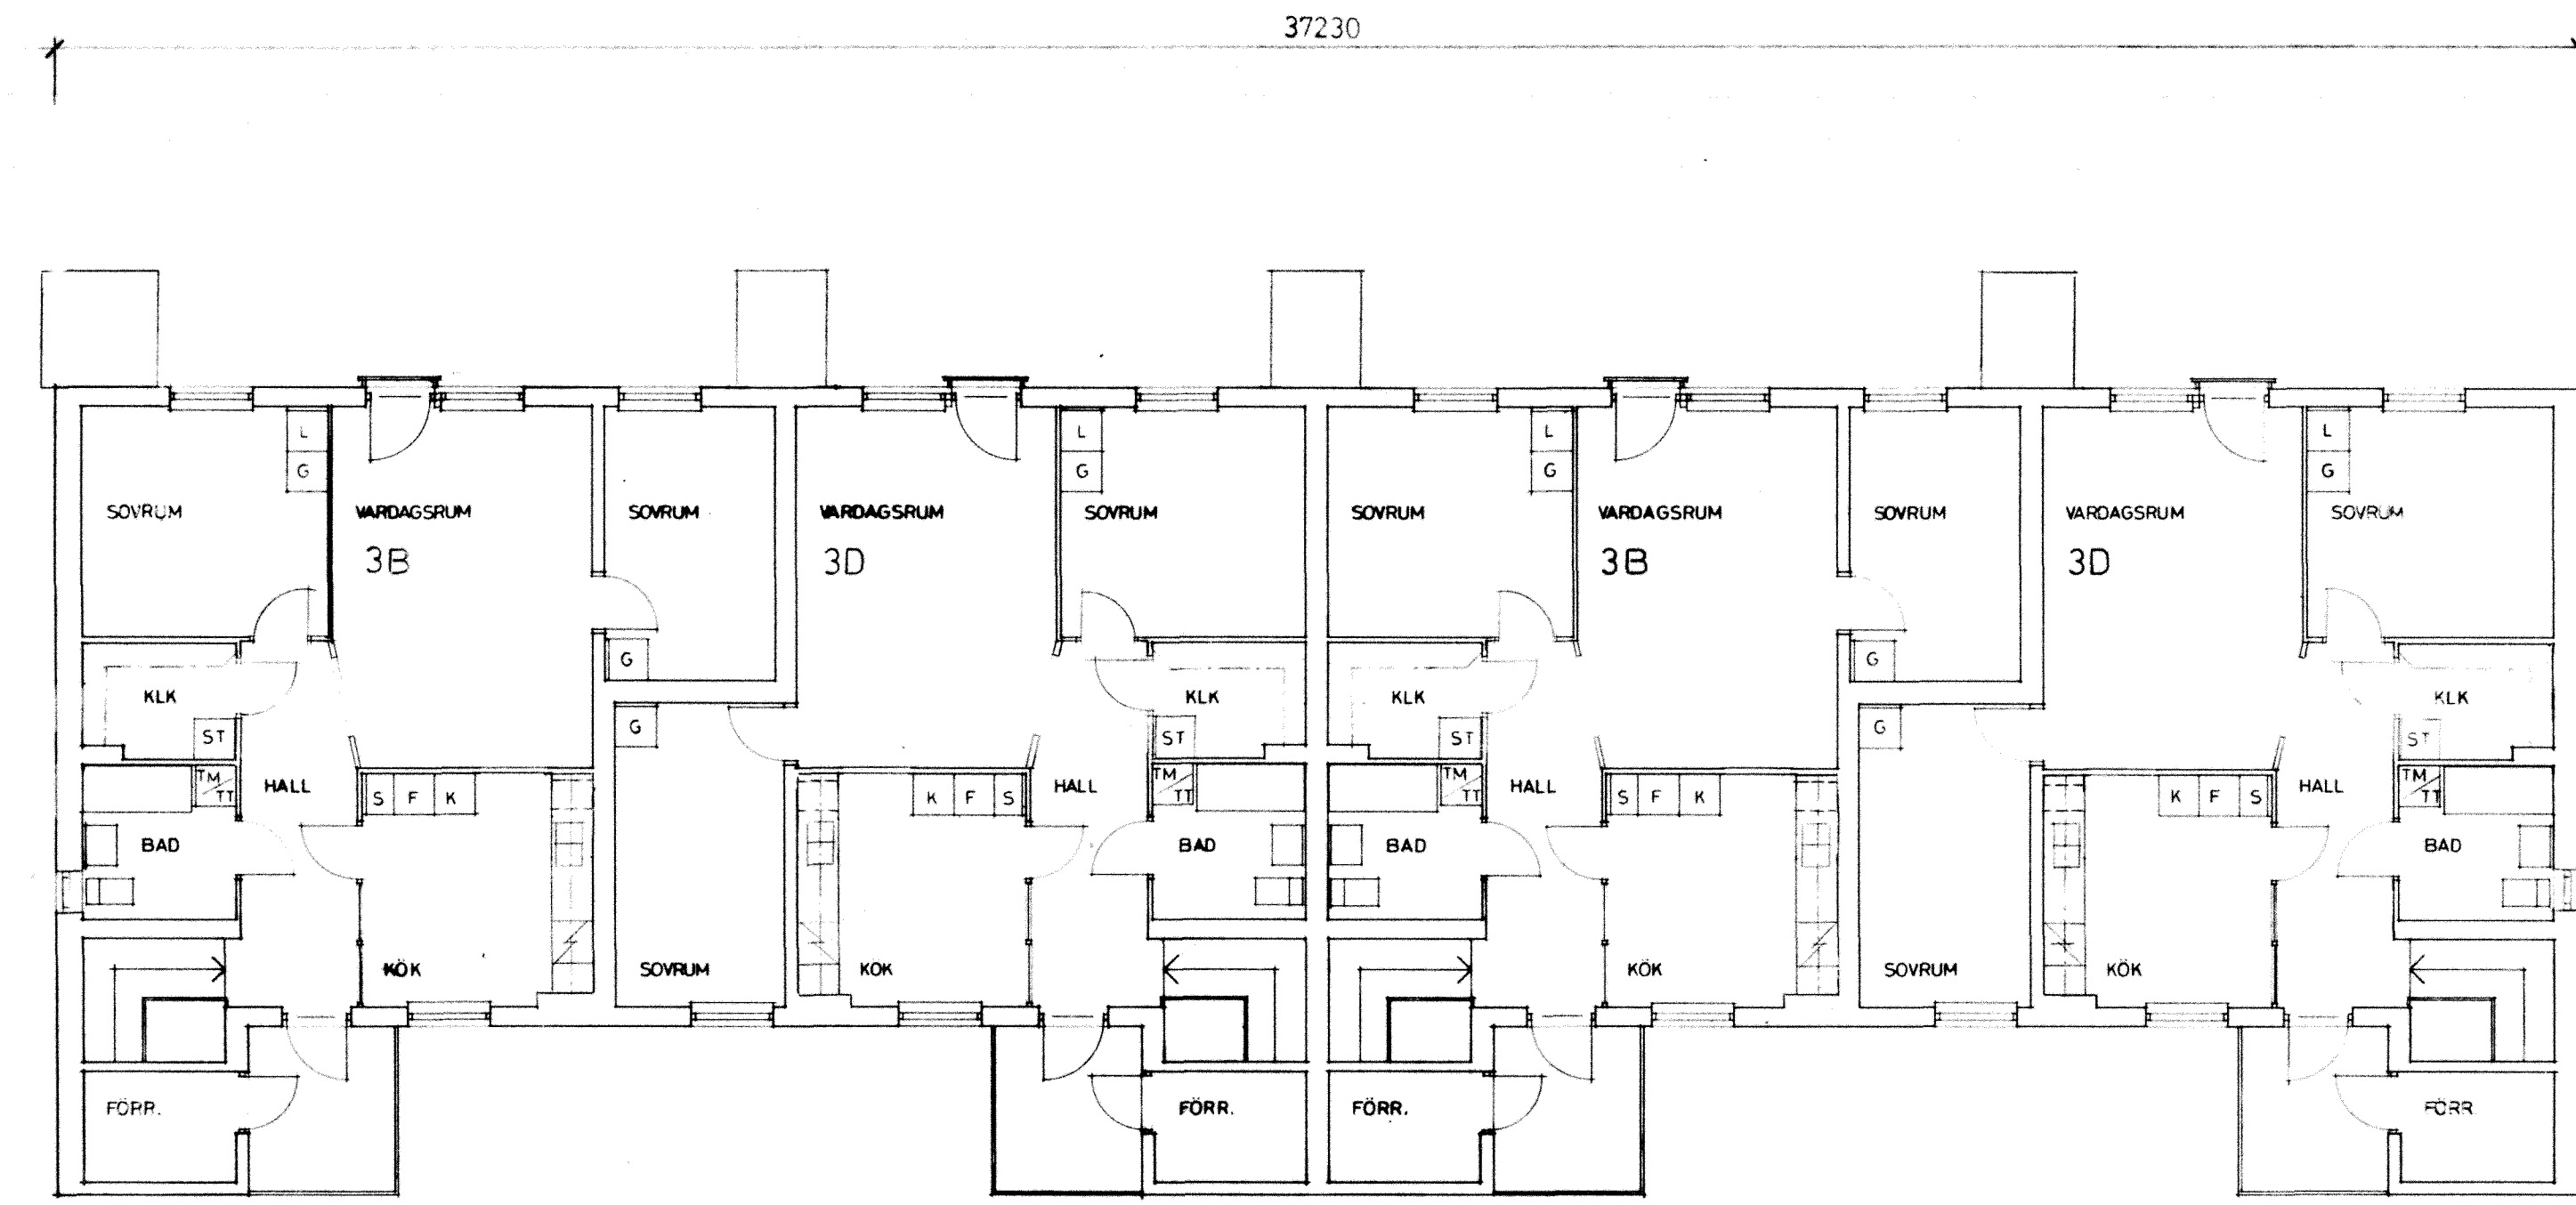 37230
L L L L
G G G G
SOVRUM VARDAGSRUM SOVRUM VARDAGSRUM SOVRUM SOVRUM VARDAGSRUM SOVRUM VARDAGSRUM SOVRUM
3B 3D 3B 3D
G G
KLK KLK KLK KLK
G G
ST ST ST ST
TM TM TM TM
TT TT TT TT
HALL S F K K F S HALL HALL S F K K F S HALL
BAD BAD BAD BAD
KÖK SOVRUM KÖK KÖK SOVRUM KÖK
FÖRR. FÖRR. FÖRR. FÖRR